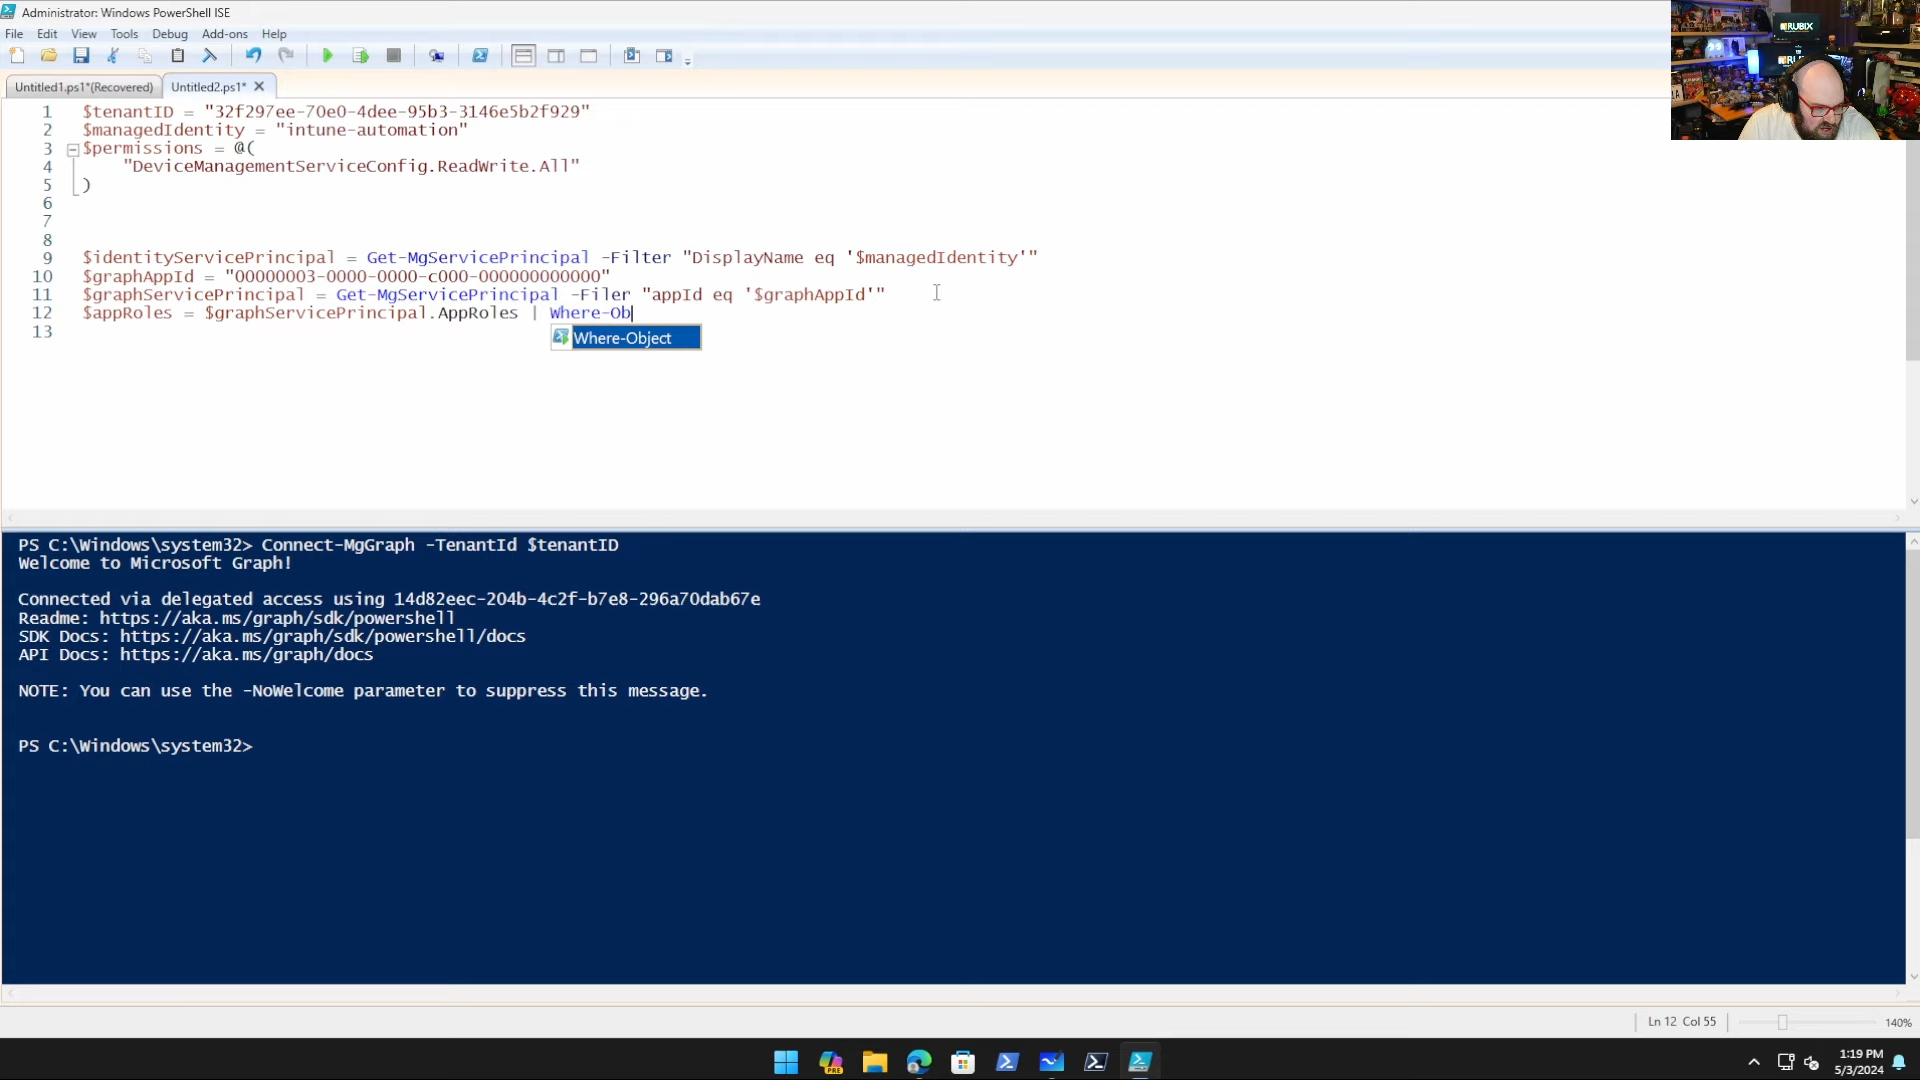 Administrator: Windows PowerShell ISE
File Edit View Tools Debug Add-ons Help
Untitled1.ps1*(Recovered) Untitled2.ps1*
1 $tenantID = "32f297ee-70e0-4dee-95b3-3146e5b2f929"
2 $managedIdentity = "intune-automation"
3 $permissions = @(
4 "DeviceManagementServiceConfig.ReadWrite.All"
5 )
6
7
8
9 $identityServicePrincipal = Get-MgServicePrincipal -Filter "DisplayName eq '$managedIdentity'"
10 $graphAppId = "00000003-0000-0000-c000-000000000000"
11 $graphServicePrincipal = Get-MgServicePrincipal -Filer "appId eq '$graphAppId'"
12 $appRoles = $graphServicePrincipal.AppRoles | Where-Ob
13
Where-Object
PS C:\Windows\system32> Connect-MgGraph -TenantId $tenantID
Welcome to Microsoft Graph!
Connected via delegated access using 14d82eec-204b-4c2f-b7e8-296a70dab67e
Readme: https://aka.ms/graph/sdk/powershell
SDK Docs: https://aka.ms/graph/sdk/powershell/docs
API Docs: https://aka.ms/graph/docs
NOTE: You can use the -NoWelcome parameter to suppress this message.
PS C:\Windows\system32>
Ln 12 Col 55 140%
PRE
1:19 PM
5/3/2024
RUBIX